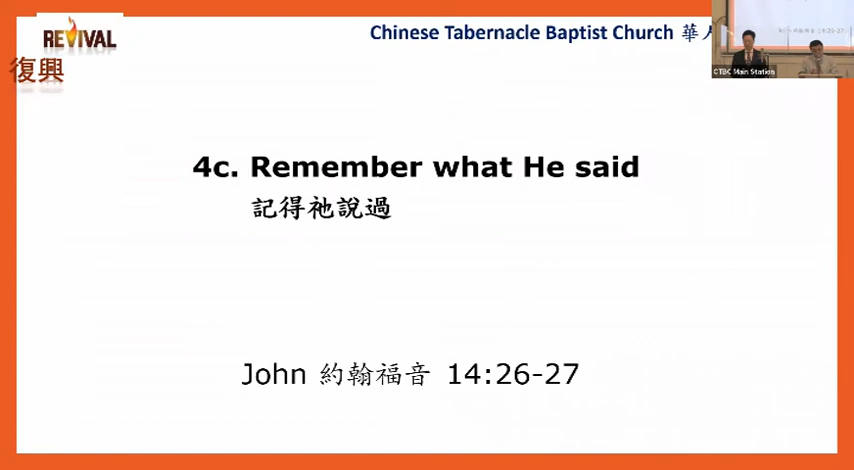 REVIVAL
復興
Chinese Tabernacle Baptist Church 華人
4c. Remember what He said
記得祂說過
John 約翰福音 14:26-27
CTBC Main Station